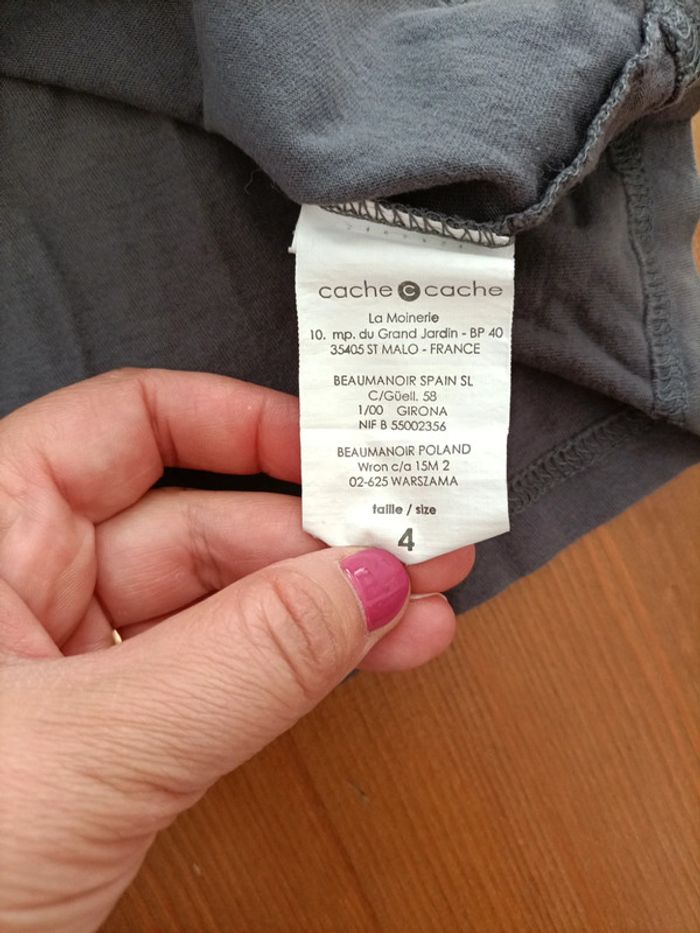 cache c cache
La Moinerie
10. mp. du Grand Jardin - BP 40
35405 ST MALO - FRANCE
BEAUMANOIR SPAIN SL
C/Güell. 58
1/00 GIRONA
NIF B 55002356
BEAUMANOIR POLAND
Wron c/a 15M 2
02-625 WARSZAMA
taille / size
4